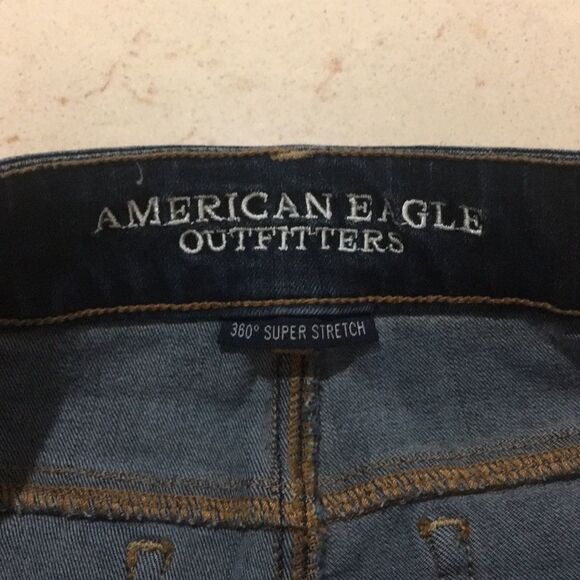 AMERICAN EAGLE
OUTFITTERS
360° SUPER STRETCH